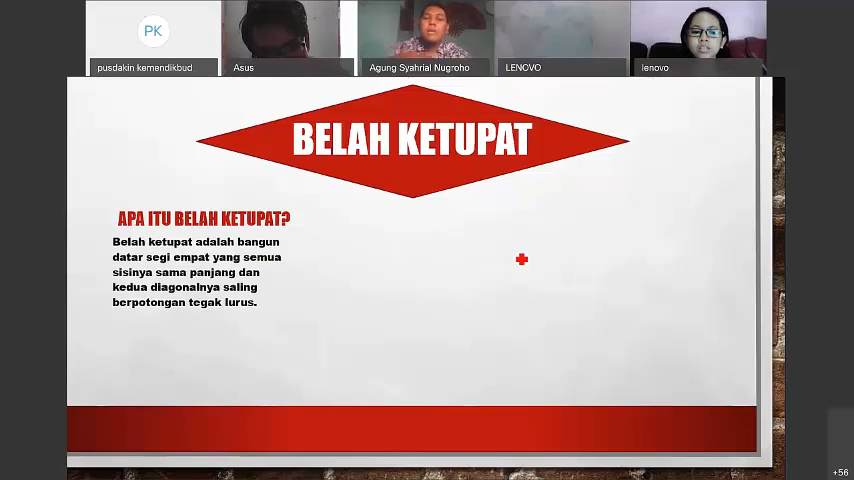 PK
pusdakin kemendikbud
Asus
Agung Syahrial Nugroho
LENOVO
lenovo
BELAH KETUPAT
APA ITU BELAH KETUPAT?
Belah ketupat adalah bangun
datar segi empat yang semua
sisinya sama panjang dan
kedua diagonalnya saling
berpotongan tegak lurus.
+56